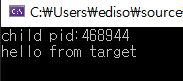 C:₩Users₩ediso₩source
child pid:468944
hello from target